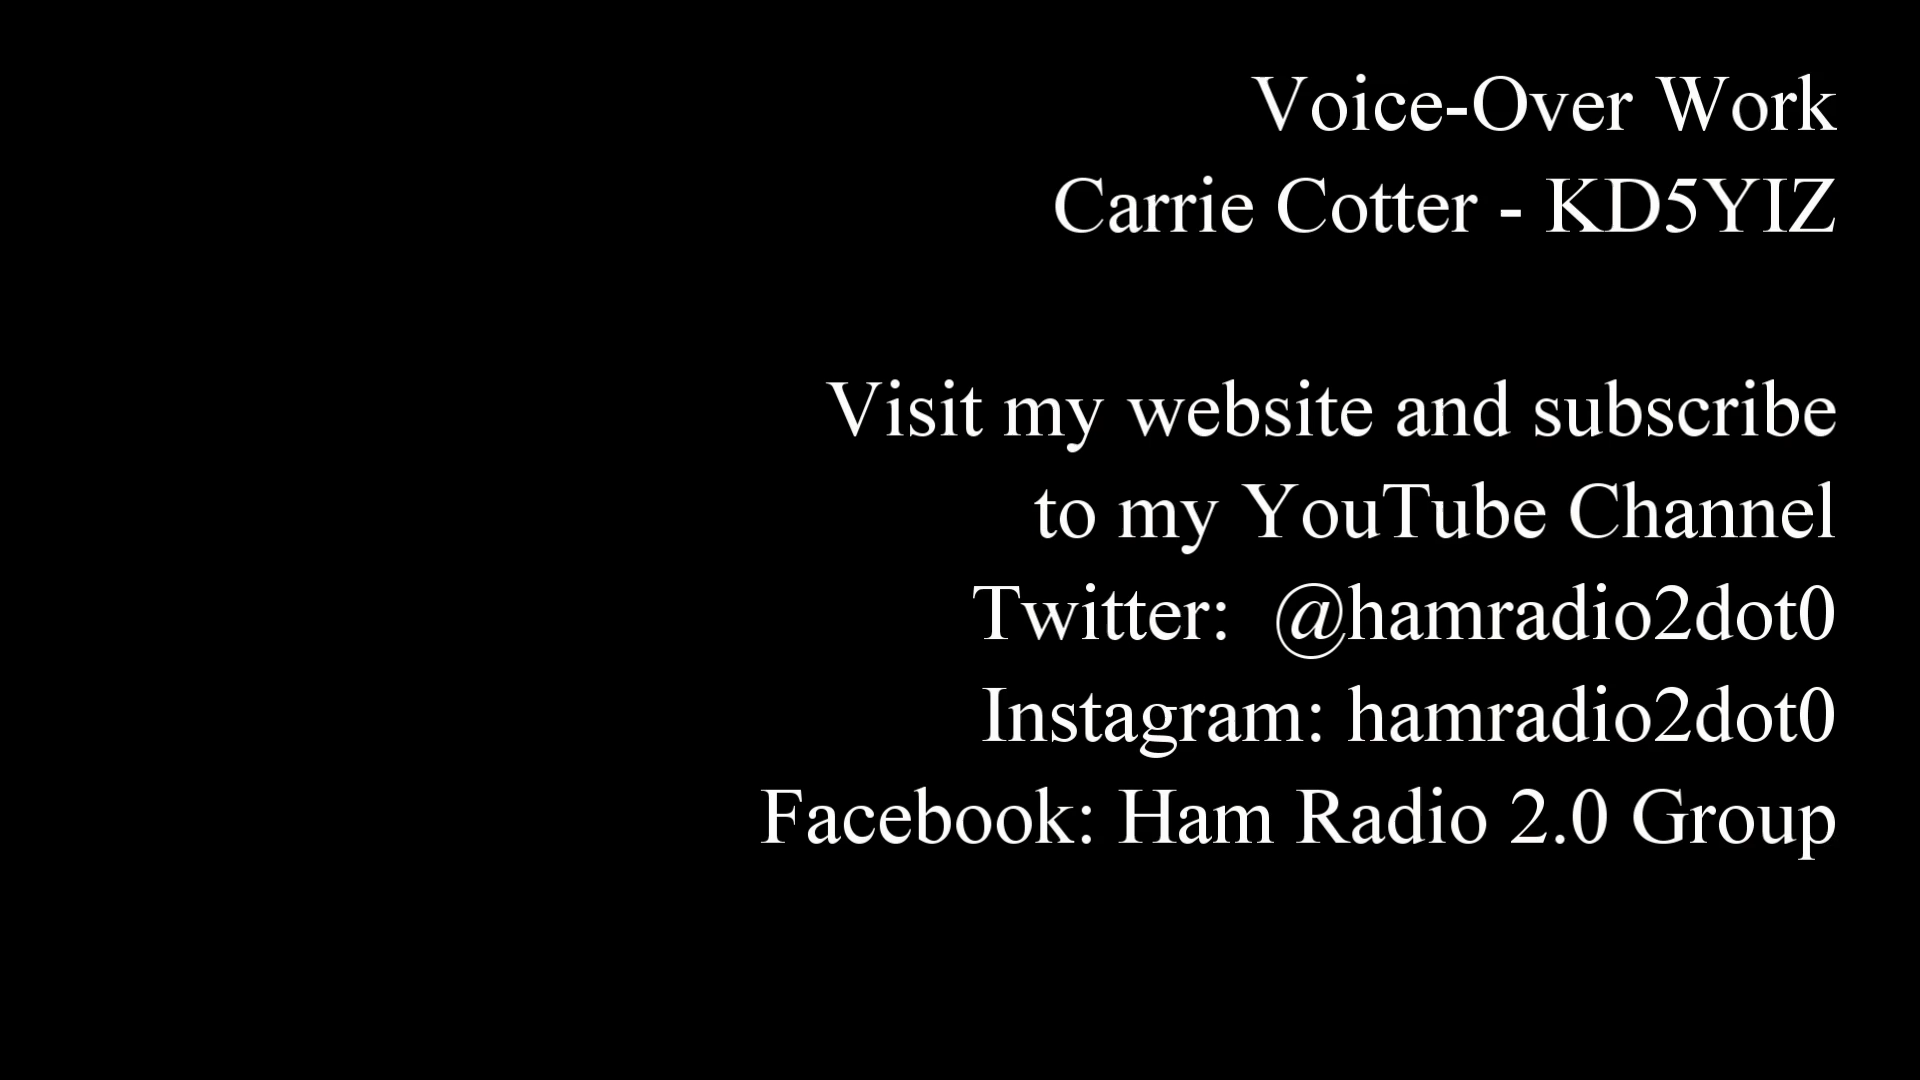 Voice-Over Work
Carrie Cotter - KD5YIZ
Visit my website and subscribe
to my YouTube Channel
Twitter:  @hamradio2dot0
Instagram: hamradio2dot0
Facebook: Ham Radio 2.0 Group